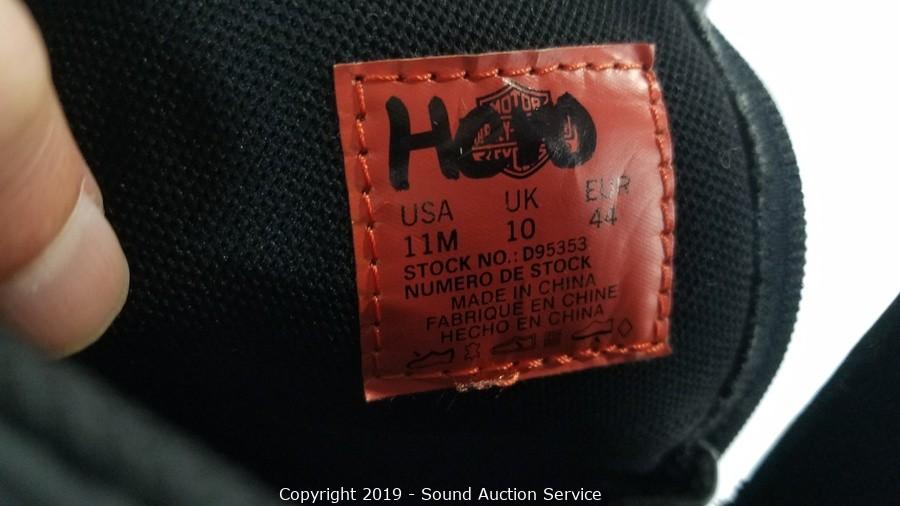 MOTOR
USA UK EUR
11M 10 44
STOCK NO.: D95353
NUMERO DE STOCK
MADE IN CHINA
FABRIQUE EN CHINE
HECHO EN CHINA
Copyright 2019 - Sound Auction Service